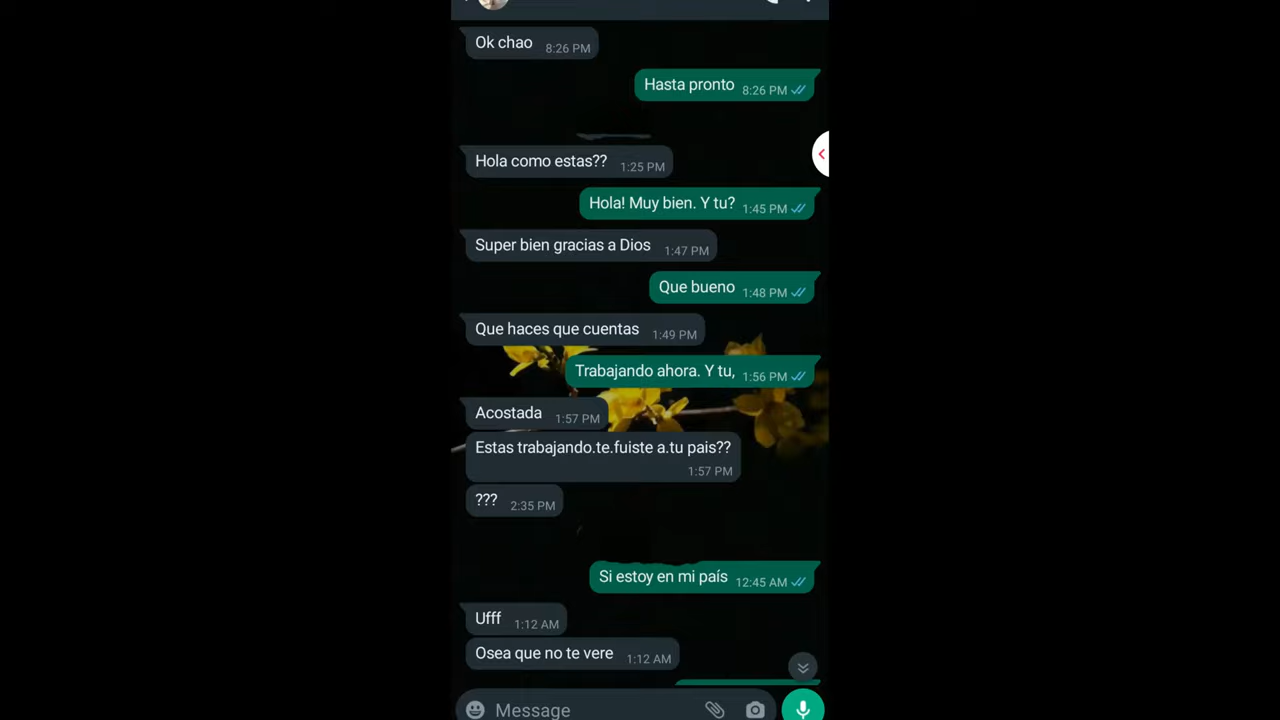 Ok chao 8:26 PM
Hasta pronto 8:26 PM
Hola como estas?? 1:25 PM
Hola! Muy bien. Y tu? 1:45 PM
Super bien gracias a Dios 1:47 PM
Que bueno 1:48 PM
Que haces que cuentas 1:49 PM
Trabajando ahora. Y tu, 1:56 PM
Acostada 1:57 PM
Estas trabajando.te.fuiste a.tu pais??
1:57 PM
??? 2:35 PM
Si estoy en mi país 12:45 AM
Ufff 1:12 AM
Osea que no te vere 1:12 AM
Message